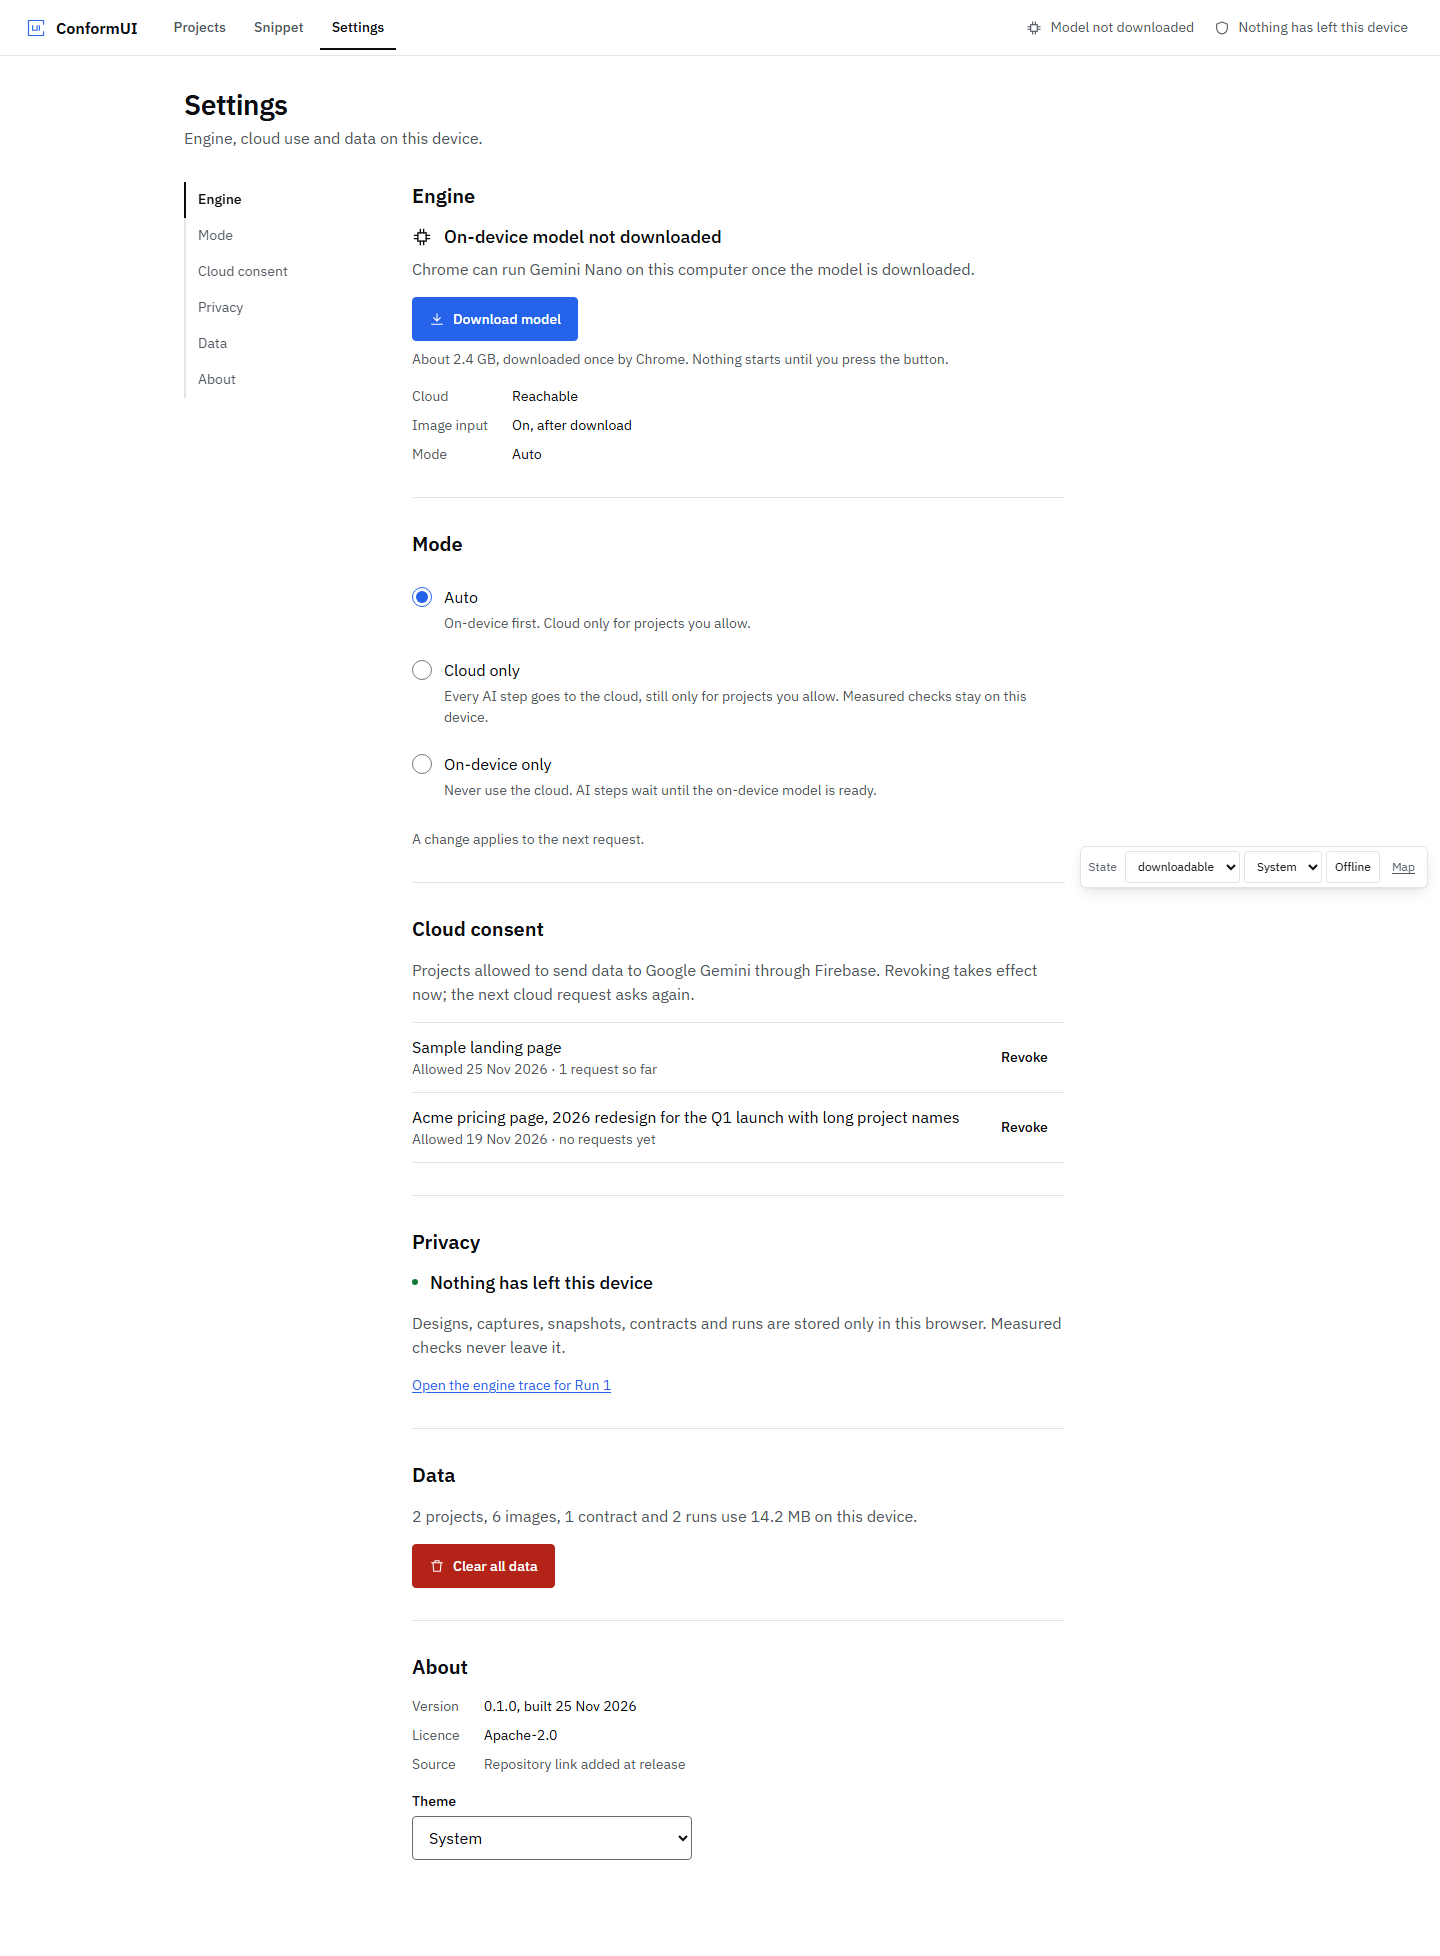 ConformUI
Projects
Snippet
Settings
Model not downloaded
Nothing has left this device
Settings
Engine, cloud use and data on this device.
Engine
Mode
Cloud consent
Privacy
Data
About
Engine
On-device model not downloaded
Chrome can run Gemini Nano on this computer once the model is downloaded.
Download model
About 2.4 GB, downloaded once by Chrome. Nothing starts until you press the button.
Cloud Reachable
Image input On, after download
Mode Auto
Mode
Auto
On-device first. Cloud only for projects you allow.
Cloud only
Every AI step goes to the cloud, still only for projects you allow. Measured checks stay on this
device.
On-device only
Never use the cloud. AI steps wait until the on-device model is ready.
A change applies to the next request.
State downloadable System Offline Map
Cloud consent
Projects allowed to send data to Google Gemini through Firebase. Revoking takes effect
now; the next cloud request asks again.
Sample landing page
Allowed 25 Nov 2026 · 1 request so far
Revoke
Acme pricing page, 2026 redesign for the Q1 launch with long project names
Allowed 19 Nov 2026 · no requests yet
Revoke
Privacy
Nothing has left this device
Designs, captures, snapshots, contracts and runs are stored only in this browser. Measured
checks never leave it.
Open the engine trace for Run 1
Data
2 projects, 6 images, 1 contract and 2 runs use 14.2 MB on this device.
Clear all data
About
Version 0.1.0, built 25 Nov 2026
Licence Apache-2.0
Source Repository link added at release
Theme
System